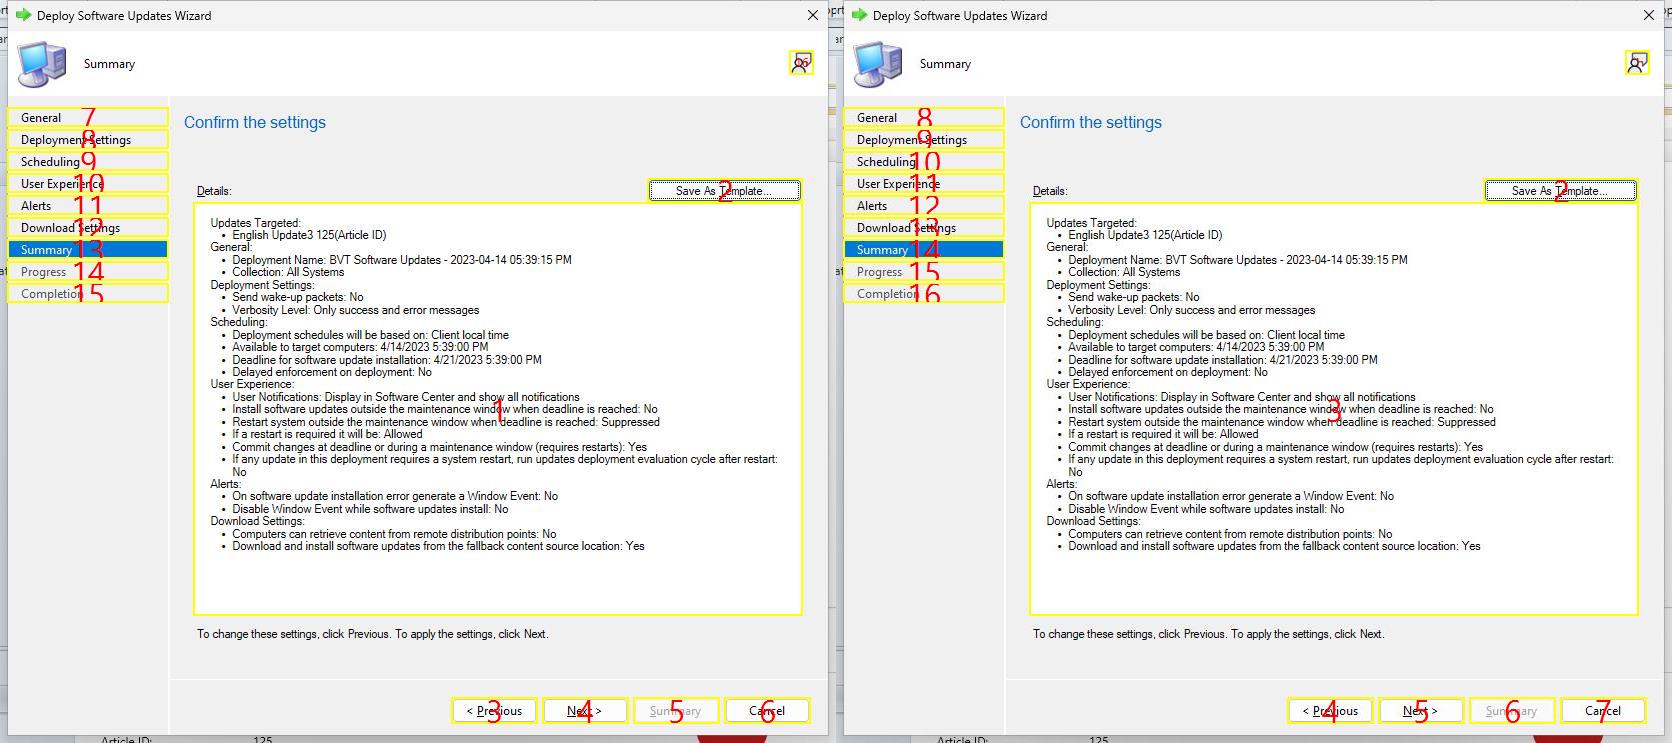 Deploy Software Updates Wizard
Summary
16
General 7
Deployment Settings 8
Scheduling 9
User Experience 10
Alerts 11
Download Settings 12
Summary 13
Progress 14
Completion 15
Confirm the settings
Details:
Save As Template... 2
Updates Targeted:
• English Update3 125(Article ID)
General:
• Deployment Name: BVT Software Updates - 2023-04-14 05:39:15 PM
• Collection: All Systems
Deployment Settings:
• Send wake-up packets: No
• Verbosity Level: Only success and error messages
Scheduling:
• Deployment schedules will be based on: Client local time
• Available to target computers: 4/14/2023 5:39:00 PM
• Deadline for software update installation: 4/21/2023 5:39:00 PM
• Delayed enforcement on deployment: No
User Experience:
• User Notifications: Display in Software Center and show all notifications
• Install software updates outside the maintenance window when deadline is reached: No
1
• Restart system outside the maintenance window when deadline is reached: Suppressed
• If a restart is required it will be: Allowed
• Commit changes at deadline or during a maintenance window (requires restarts): Yes
• If any update in this deployment requires a system restart, run updates deployment evaluation cycle after restart:
No
Alerts:
• On software update installation error generate a Window Event: No
• Disable Window Event while software updates install: No
Download Settings:
• Computers can retrieve content from remote distribution points: No
• Download and install software updates from the fallback content source location: Yes
To change these settings, click Previous. To apply the settings, click Next.
< Previous 3
Next > 4
Summary 5
Cancel 6
Article ID: 125
Deploy Software Updates Wizard
Summary
General 8
Deployment Settings 9
Scheduling 10
User Experience 11
Alerts 12
Download Settings 13
Summary 14
Progress 15
Completion 16
Confirm the settings
Details:
Save As Template... 2
Updates Targeted:
• English Update3 125(Article ID)
General:
• Deployment Name: BVT Software Updates - 2023-04-14 05:39:15 PM
• Collection: All Systems
Deployment Settings:
• Send wake-up packets: No
• Verbosity Level: Only success and error messages
Scheduling:
• Deployment schedules will be based on: Client local time
• Available to target computers: 4/14/2023 5:39:00 PM
• Deadline for software update installation: 4/21/2023 5:39:00 PM
• Delayed enforcement on deployment: No
User Experience:
• User Notifications: Display in Software Center and show all notifications
• Install software updates outside the maintenance window when deadline is reached: No
3
• Restart system outside the maintenance window when deadline is reached: Suppressed
• If a restart is required it will be: Allowed
• Commit changes at deadline or during a maintenance window (requires restarts): Yes
• If any update in this deployment requires a system restart, run updates deployment evaluation cycle after restart:
No
Alerts:
• On software update installation error generate a Window Event: No
• Disable Window Event while software updates install: No
Download Settings:
• Computers can retrieve content from remote distribution points: No
• Download and install software updates from the fallback content source location: Yes
To change these settings, click Previous. To apply the settings, click Next.
< Previous 4
Next > 5
Summary 6
Cancel 7
Article ID: 125